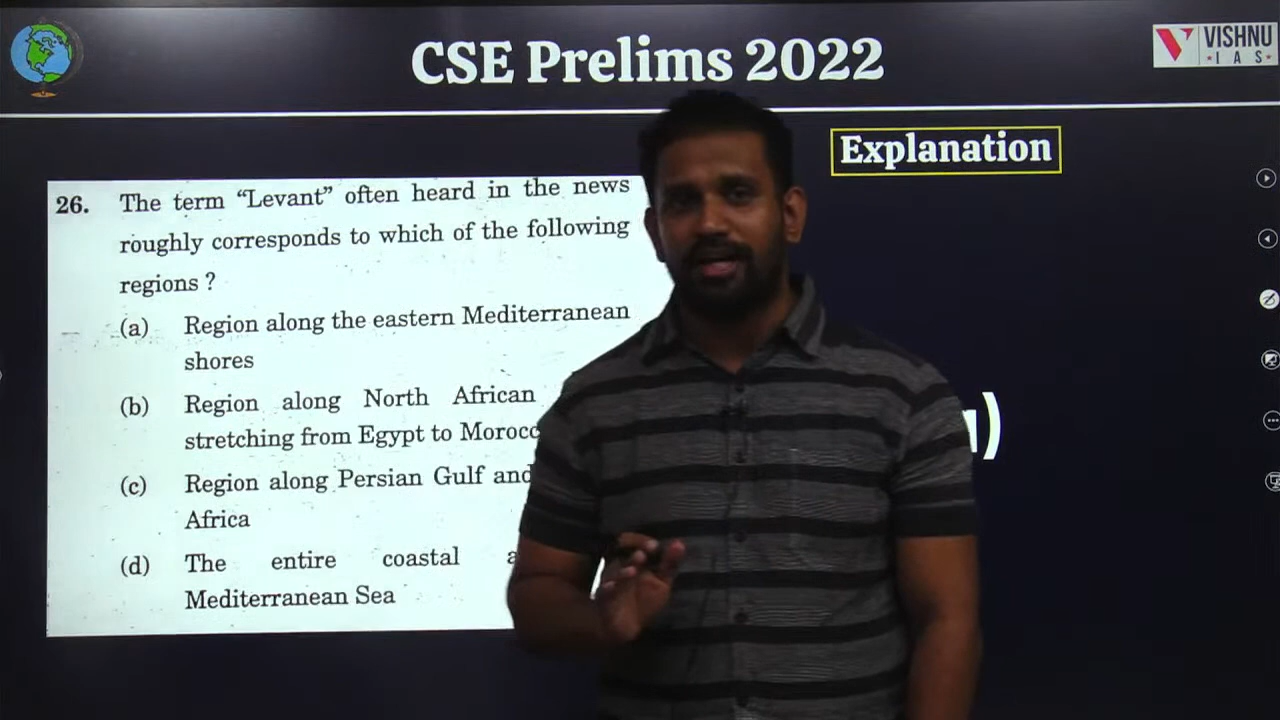 CSE Prelims 2022
VISHNU
I A S
Explanation
26. The term “Levant” often heard in the news
roughly corresponds to which of the following
regions ?
(a) Region along the eastern Mediterranean
shores
(b) Region along North African
stretching from Egypt to
(c) Region along Persian Gulf and
Africa
(d) The entire coastal
Mediterranean Sea